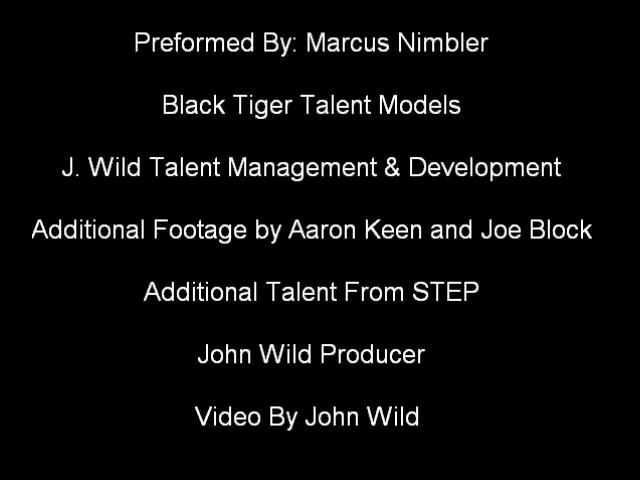 Preformed By: Marcus Nimbler
Black Tiger Talent Models
J. Wild Talent Management & Development
Additional Footage by Aaron Keen and Joe Block
Additional Talent From STEP
John Wild Producer
Video By John Wild